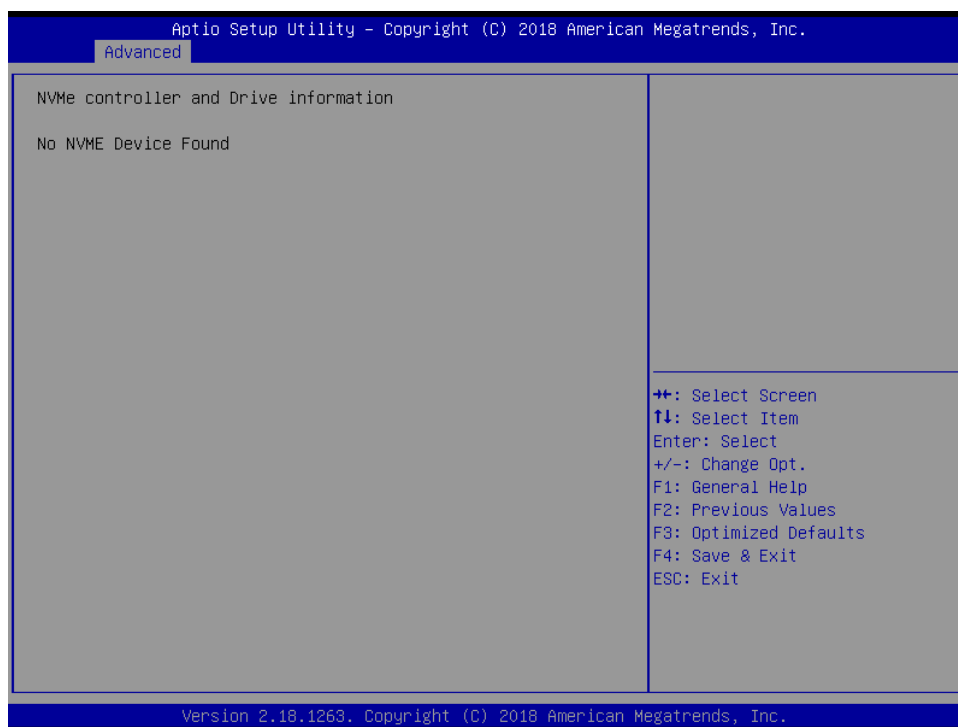 Aptio Setup Utility – Copyright (C) 2018 American Megatrends, Inc.
Advanced
NVMe controller and Drive information
No NVME Device Found
→←: Select Screen
↑↓: Select Item
Enter: Select
+/-: Change Opt.
F1: General Help
F2: Previous Values
F3: Optimized Defaults
F4: Save & Exit
ESC: Exit
Version 2.18.1263. Copyright (C) 2018 American Megatrends, Inc.